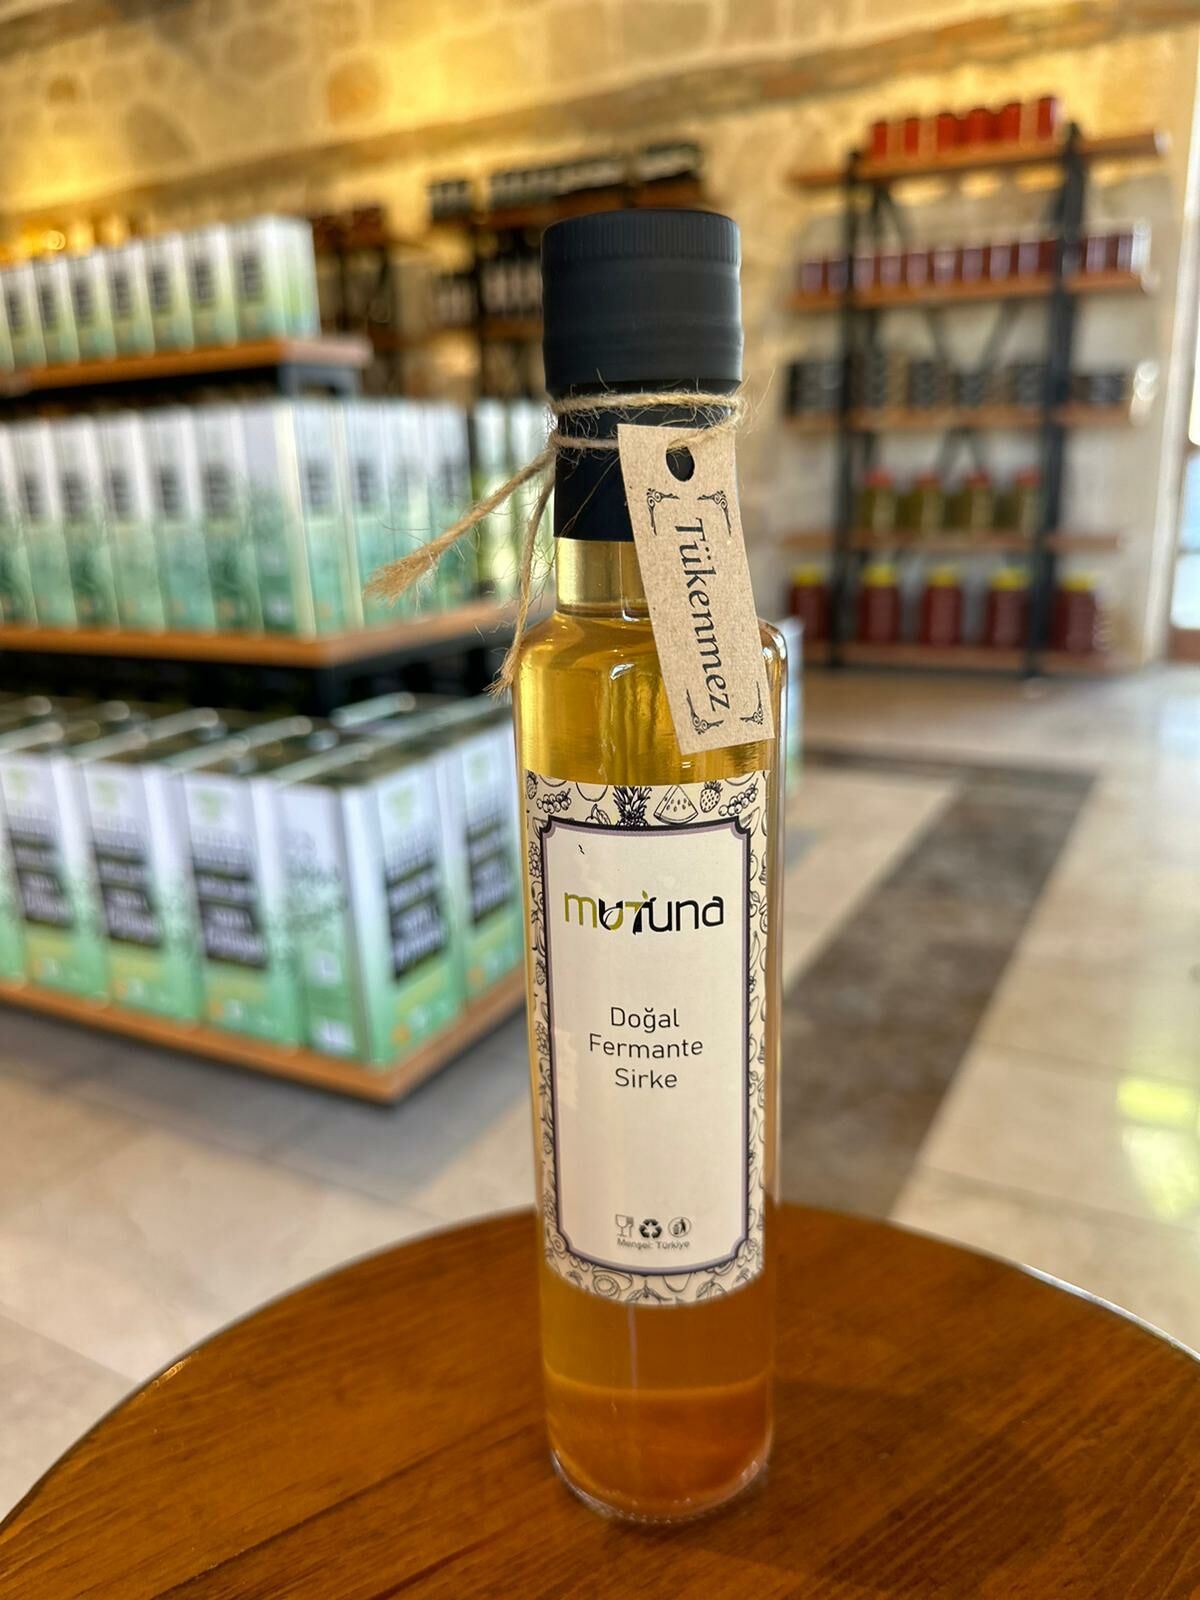 Tükenmez
mutuna
Doğal
Fermante
Sirke
Menşei: Türkiye